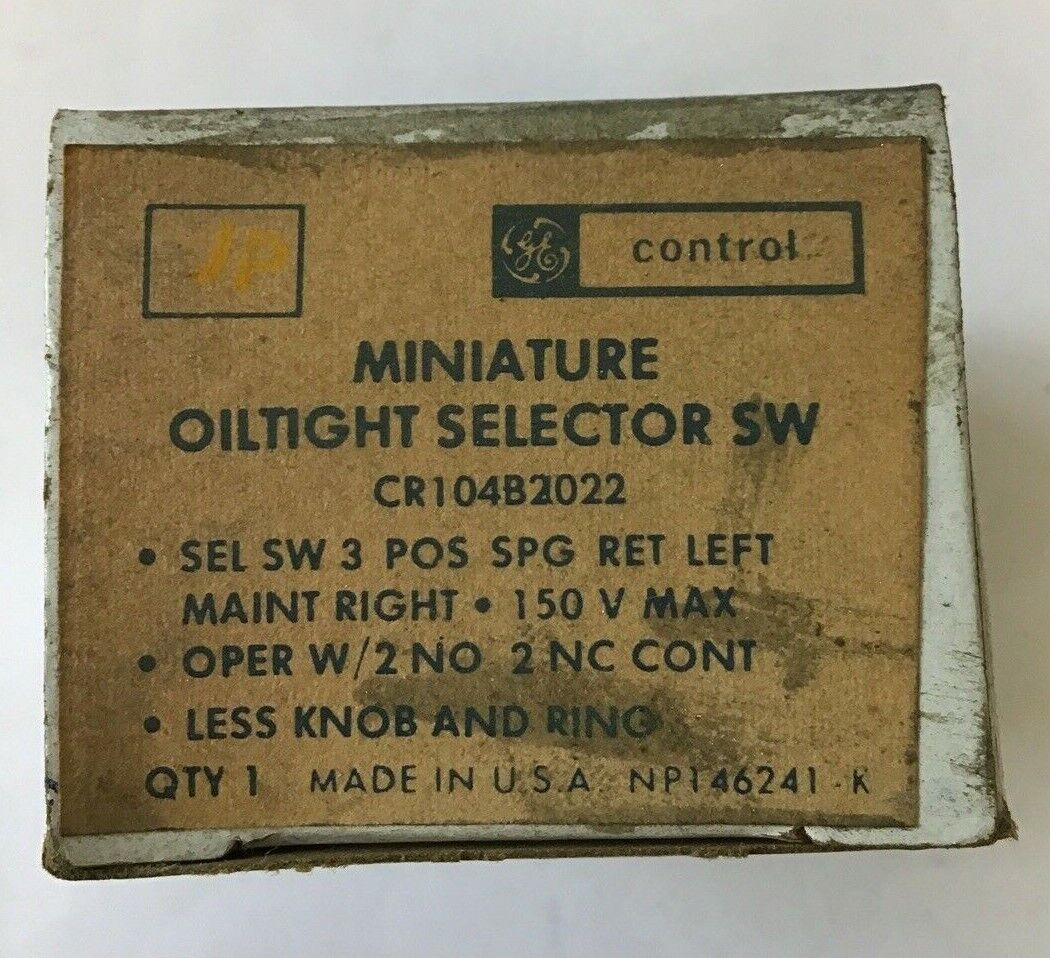 JP
GE control
MINIATURE
OILTIGHT SELECTOR SW
CR104B2022
• SEL SW 3 POS SPG RET LEFT
MAINT RIGHT • 150 V MAX
• OPER W/2 NO 2 NC CONT
• LESS KNOB AND RING
QTY 1 MADE IN U.S.A. NP146241-K